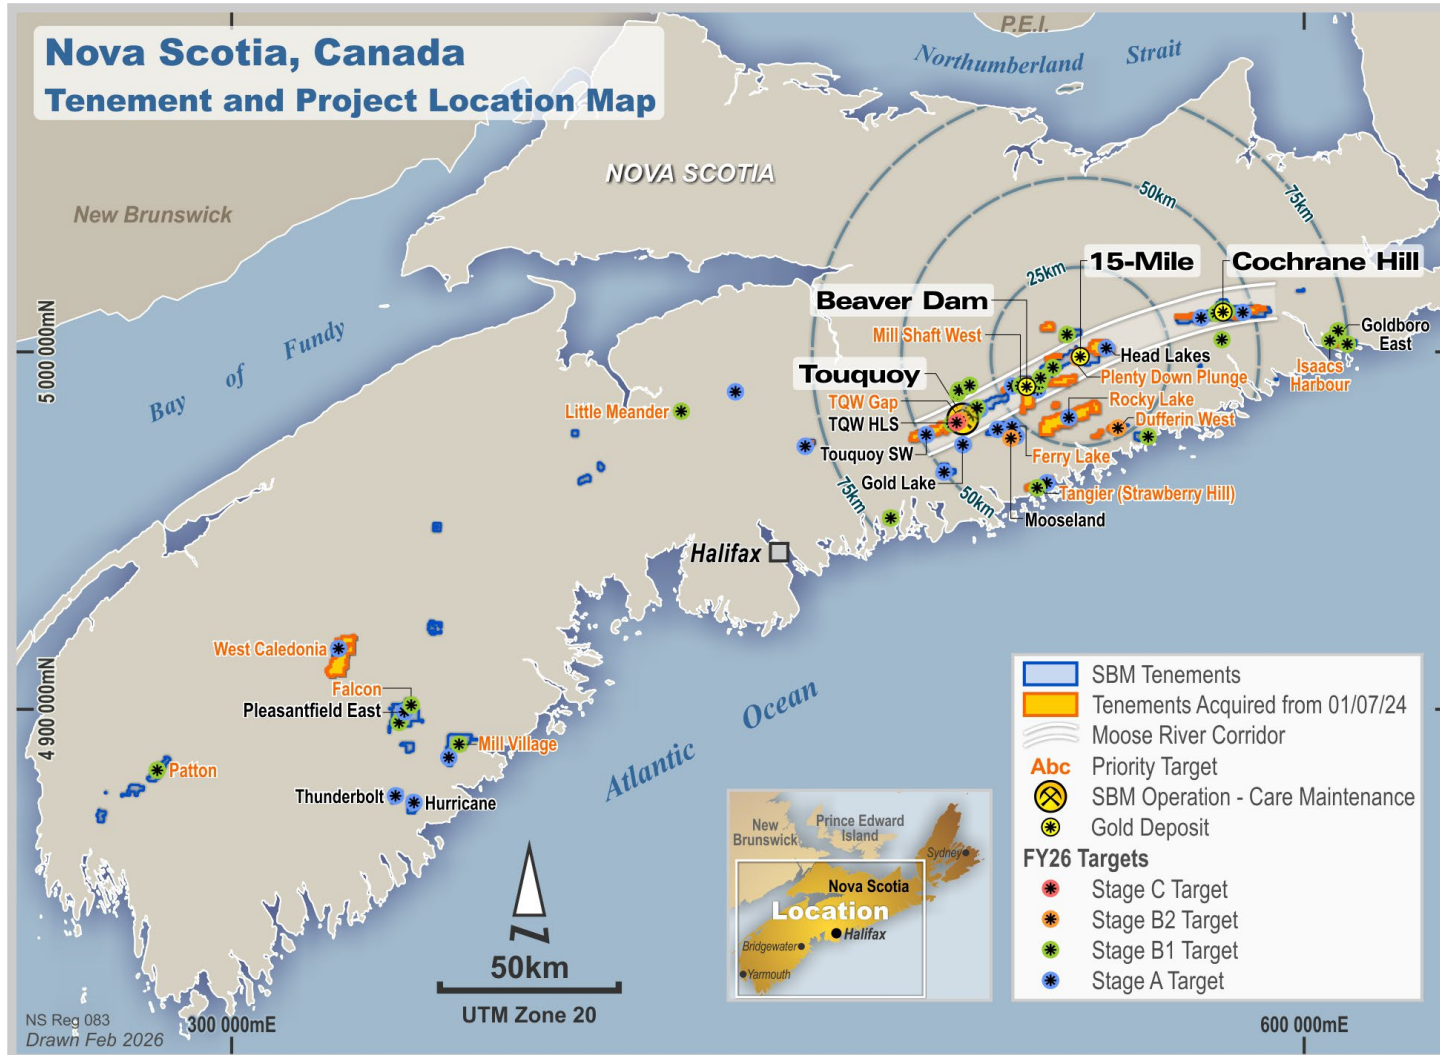 Nova Scotia, Canada
Tenement and Project Location Map
P.E.I.
Northumberland Strait
NOVA SCOTIA
New Brunswick
50km
75km
25km
15-Mile
Cochrane Hill
Beaver Dam
Mill Shaft West
Goldboro
East
Head Lakes
Isaacs
Harbour
Plenty Down Plunge
Touquoy
TQW Gap
Rocky Lake
Little Meander
TQW HLS
Dufferin West
Touquoy SW
Ferry Lake
Gold Lake
75km
50km
Tangier (Strawberry Hill)
Mooseland
Bay of Fundy
5 000 000mN
Halifax
West Caledonia
Falcon
Pleasantfield East
4 900 000mN
Mill Village
Patton
Thunderbolt
Hurricane
Atlantic Ocean
SBM Tenements
Tenements Acquired from 01/07/24
Moose River Corridor
Abc Priority Target
SBM Operation - Care Maintenance
Gold Deposit
FY26 Targets
Stage C Target
Stage B2 Target
Stage B1 Target
Stage A Target
New
Brunswick
Prince Edward
Island
Sydney
Nova Scotia
Location
Halifax
Bridgewater
Yarmouth
N
50km
UTM Zone 20
NS Reg 083
Drawn Feb 2026
300 000mE
600 000mE